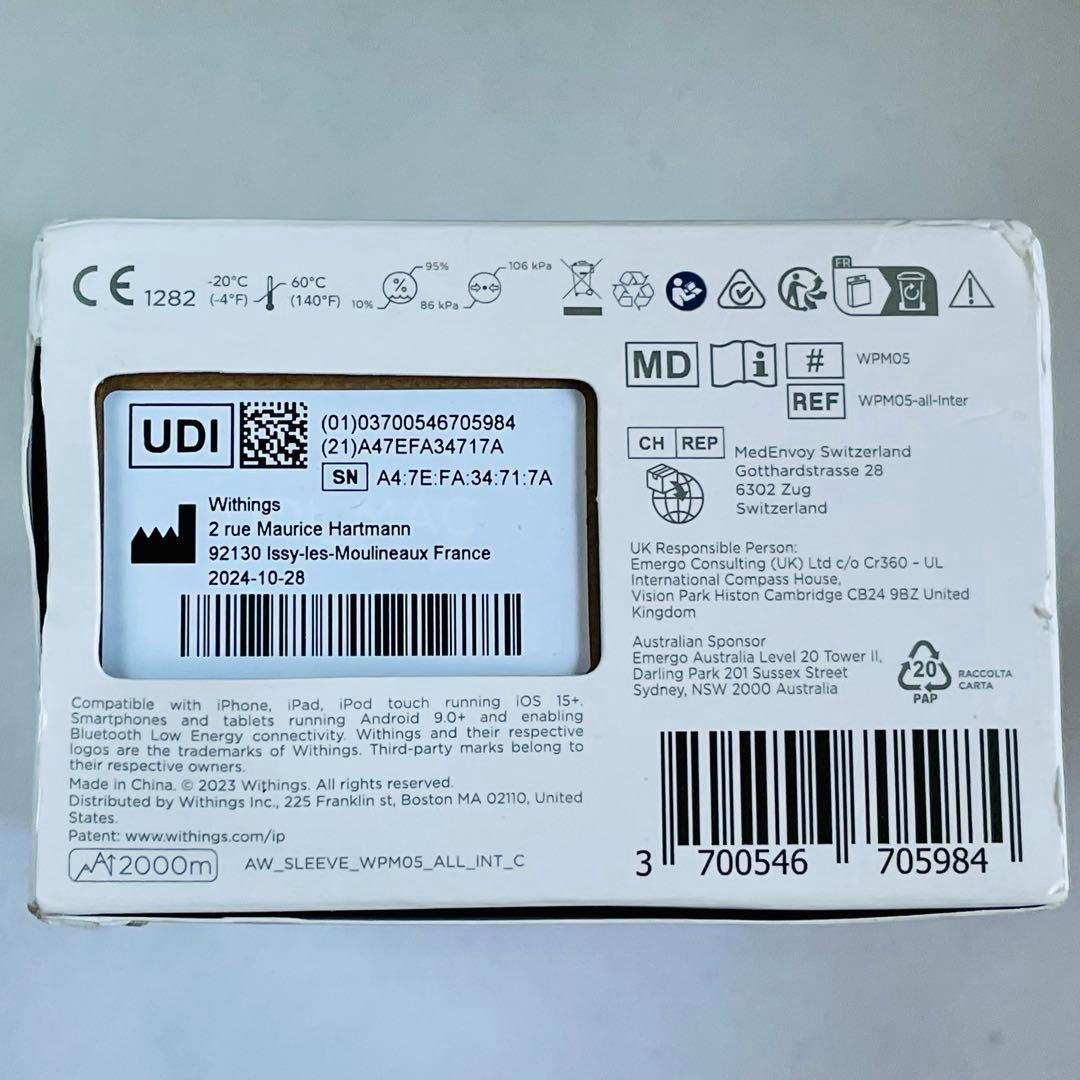 CE 1282
-20°C (-4°F) 60°C (140°F)
10% % 95%
86 kPa 106 kPa
FR
UDI
(01)03700546705984
(21)A47EFA34717A
SN A4:7E:FA:34:71:7A
Withings
2 rue Maurice Hartmann
92130 Issy-les-Moulineaux France
2024-10-28
MD i # WPM05
REF WPM05-all-Inter
CH REP
MedEnvoy Switzerland
Gotthardstrasse 28
6302 Zug
Switzerland
UK Responsible Person:
Emergo Consulting (UK) Ltd c/o Cr360 – UL
International Compass House,
Vision Park Histon Cambridge CB24 9BZ United
Kingdom
Australian Sponsor
Emergo Australia Level 20 Tower II,
Darling Park 201 Sussex Street
Sydney, NSW 2000 Australia
20
PAP
RACCOLTA
CARTA
Compatible with iPhone, iPad, iPod touch running iOS 15+.
Smartphones and tablets running Android 9.0+ and enabling
Bluetooth Low Energy connectivity. Withings and their respective
logos are the trademarks of Withings. Third-party marks belong to
their respective owners.
Made in China. © 2023 Withings. All rights reserved.
Distributed by Withings Inc., 225 Franklin st, Boston MA 02110, United
States.
Patent: www.withings.com/ip
2000m
AW_SLEEVE_WPM05_ALL_INT_C
3 700546 705984